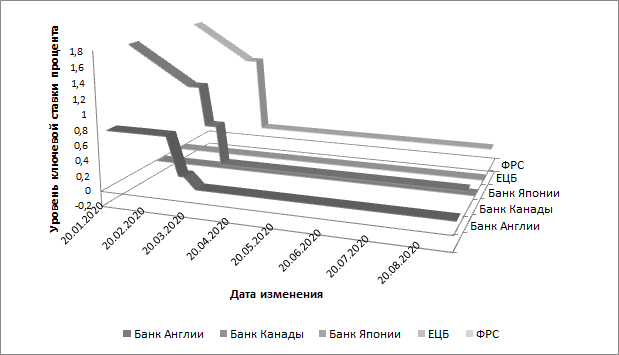 Уровень ключевой ставки процента
1,8
1,6
1,4
1,2
1
0,8
0,6
0,4
0,2
0
-0,2
20.01.2020
20.02.2020
20.03.2020
20.04.2020
20.05.2020
20.06.2020
20.07.2020
20.08.2020
ФРС
ЕЦБ
Банк Японии
Банк Канады
Банк Англии
Дата изменения
Банк Англии Банк Канады Банк Японии ЕЦБ ФРС